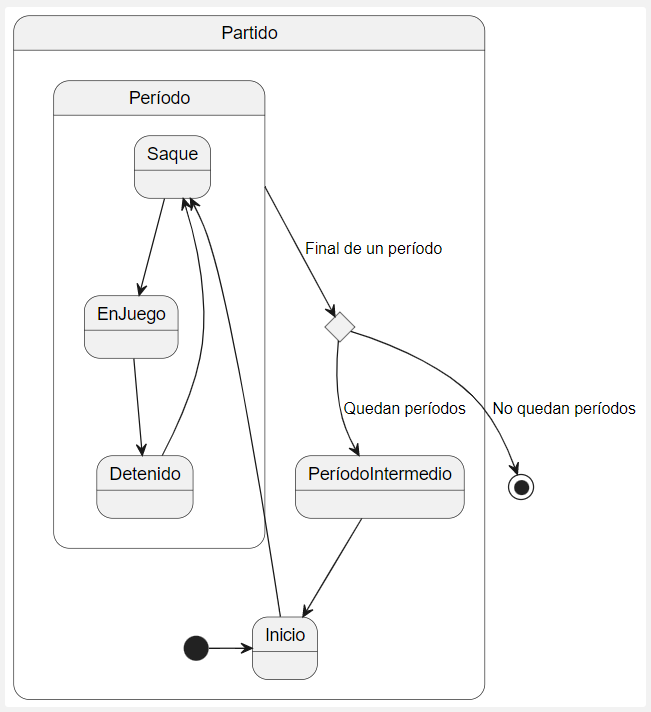 Partido
Período
Saque
Final de un período
EnJuego
Quedan períodos
No quedan períodos
Detenido
PeríodoIntermedio
Inicio